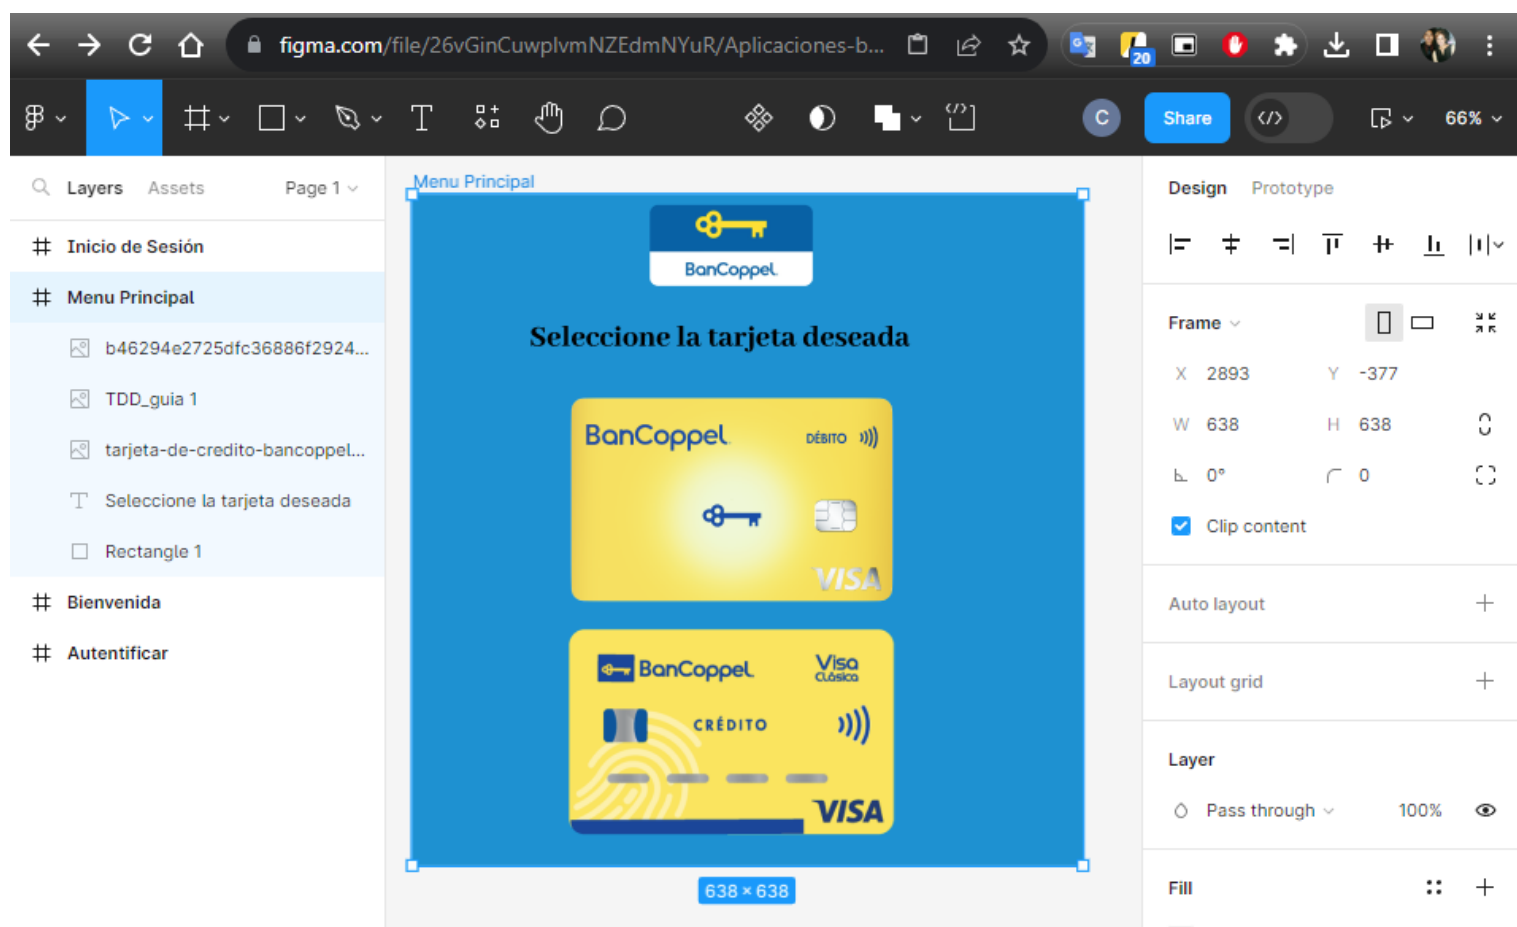 figma.com/file/26vGinCuwplvmNZEdmNYuR/Aplicaciones-b...
20
C
Share
66%
Layers
Assets
Page 1
Inicio de Sesión
Menu Principal
b46294e2725dfc36886f2924...
TDD_guia 1
tarjeta-de-credito-bancoppel...
Seleccione la tarjeta deseada
Rectangle 1
Bienvenida
Autentificar
Menu Principal
BanCoppel
Seleccione la tarjeta deseada
BanCoppel
DÉBITO
VISA
BanCoppel
Visa
Clásica
CRÉDITO
VISA
638 × 638
Design
Prototype
Frame
X 2893 Y -377
W 638 H 638
0° 0
Clip content
Auto layout
Layout grid
Layer
Pass through 100%
Fill